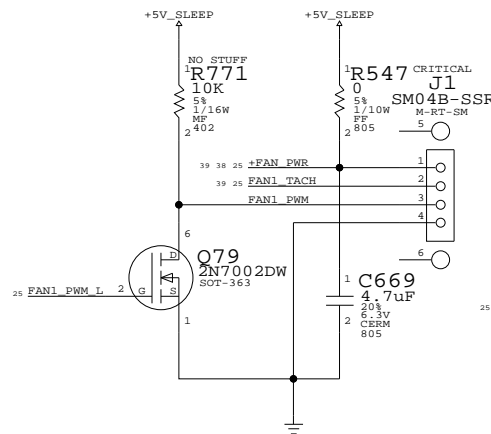 +5V_SLEEP
+5V_SLEEP
NO STUFF
1
R771
10K
5%
1/16W
MF
402
2
1
R547
0
5%
1/10W
FF
805
2
CRITICAL
J1
SM04B-SSR
M-RT-SM
5
39 38 25 +FAN_PWR 1
39 25 FAN1_TACH 2
FAN1_PWM 3
4
6
6
D
Q79
2N7002DW
SOT-363
25 FAN1_PWM_L 2 G S
1
1
C669
4.7uF
20%
6.3V
CERM
805
2
25